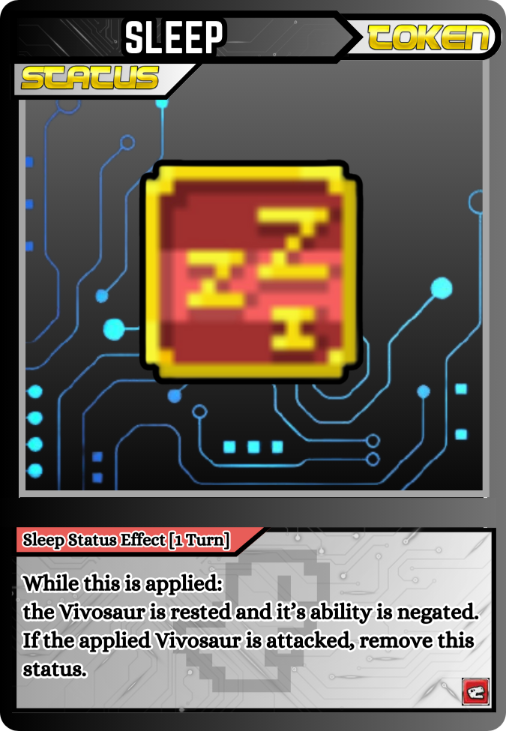 SLEEP
TOKEN
STATUS
Z Z Z
Sleep Status Effect [1 Turn]
While this is applied:
the Vivosaur is rested and it's ability is negated.
If the applied Vivosaur is attacked, remove this
status.